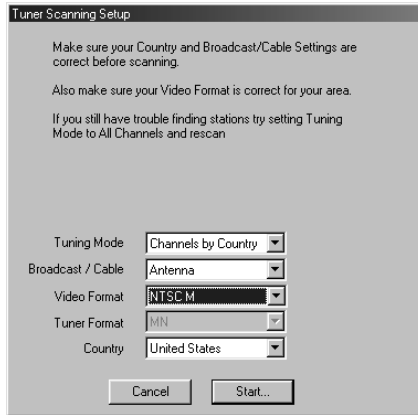 Tuner Scanning Setup
Make sure your Country and Broadcast/Cable Settings are
correct before scanning.
Also make sure your Video Format is correct for your area.
If you still have trouble finding stations try setting Tuning
Mode to All Channels and rescan
Tuning Mode Channels by Country
Broadcast / Cable Antenna
Video Format NTSC M
Tuner Format MN
Country United States
Cancel Start...